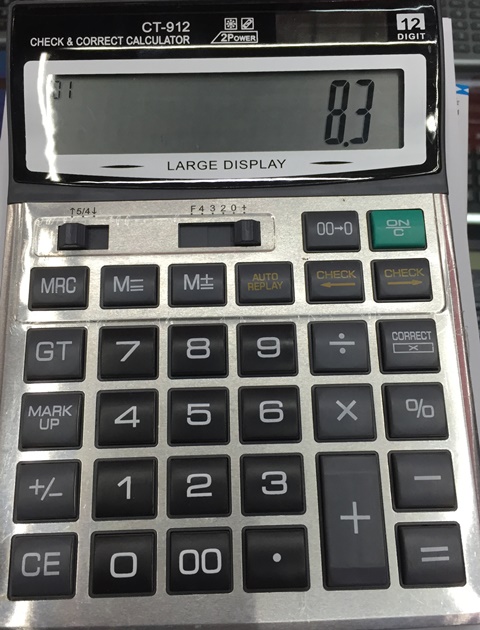 CT-912
CHECK & CORRECT CALCULATOR
2POWER
12
DIGIT
01
8.3
LARGE DISPLAY
↑5/4↓
F 4 3 2 0 +
00→0
ON
C
MRC
M=
M±
AUTO
REPLAY
CHECK
←
CHECK
→
GT
7
8
9
÷
CORRECT
×
MARK
UP
4
5
6
×
%
+/−
1
2
3
+
−
CE
0
00
·
=